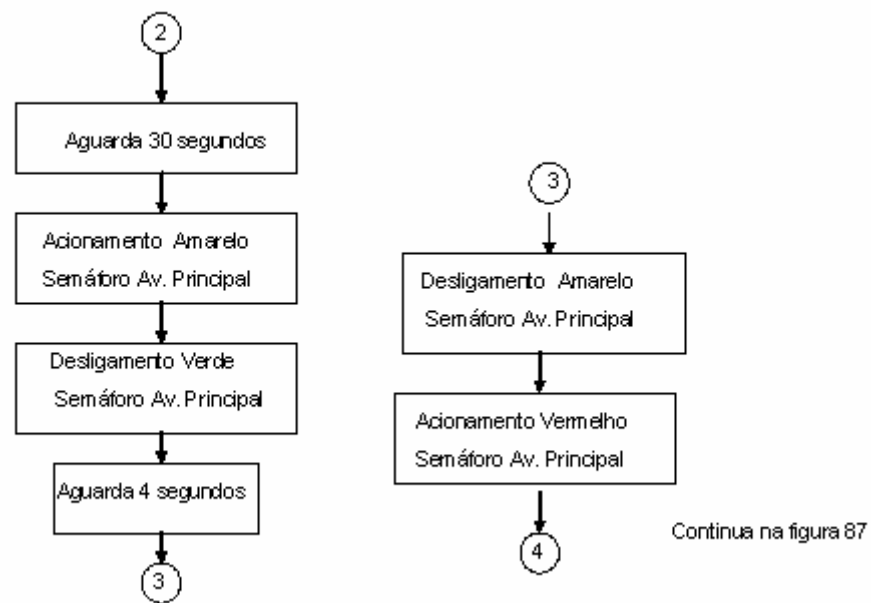 2
Aguarda 30 segundos
Acionamento Amarelo
Semáforo Av. Principal
Desligamento Verde
Semáforo Av. Principal
Aguarda 4 segundos
3
3
Desligamento Amarelo
Semáforo Av. Principal
Acionamento Vermelho
Semáforo Av. Principal
4
Continua na figura 87